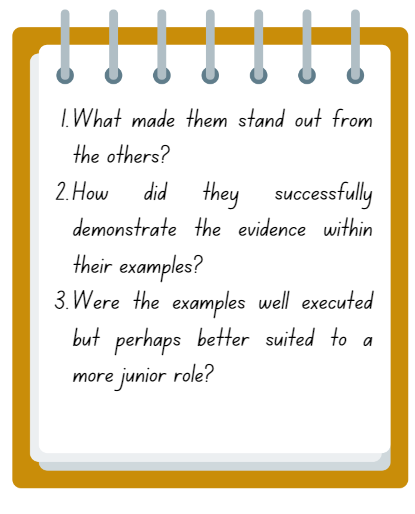 1. What made them stand out from
the others?
2. How did they successfully
demonstrate the evidence within
their examples?
3. Were the examples well executed
but perhaps better suited to a
more junior role?